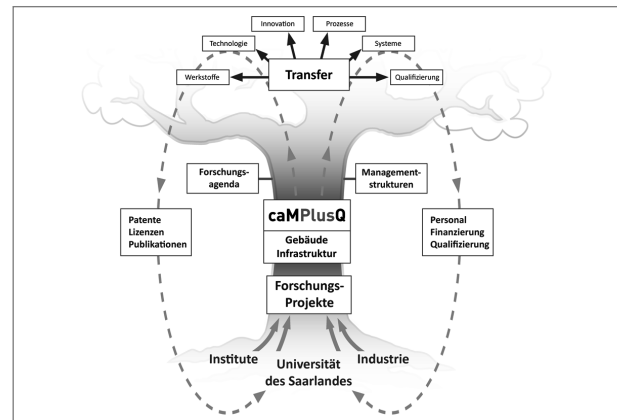 Innovation
Prozesse
Technologie
Systeme
Werkstoffe
Transfer
Qualifizierung
Forschungs-
agenda
Management-
strukturen
caMPlusQ
Gebäude
Infrastruktur
Patente
Lizenzen
Publikationen
Personal
Finanzierung
Qualifizierung
Forschungs-
Projekte
Institute
Universität
des Saarlandes
Industrie